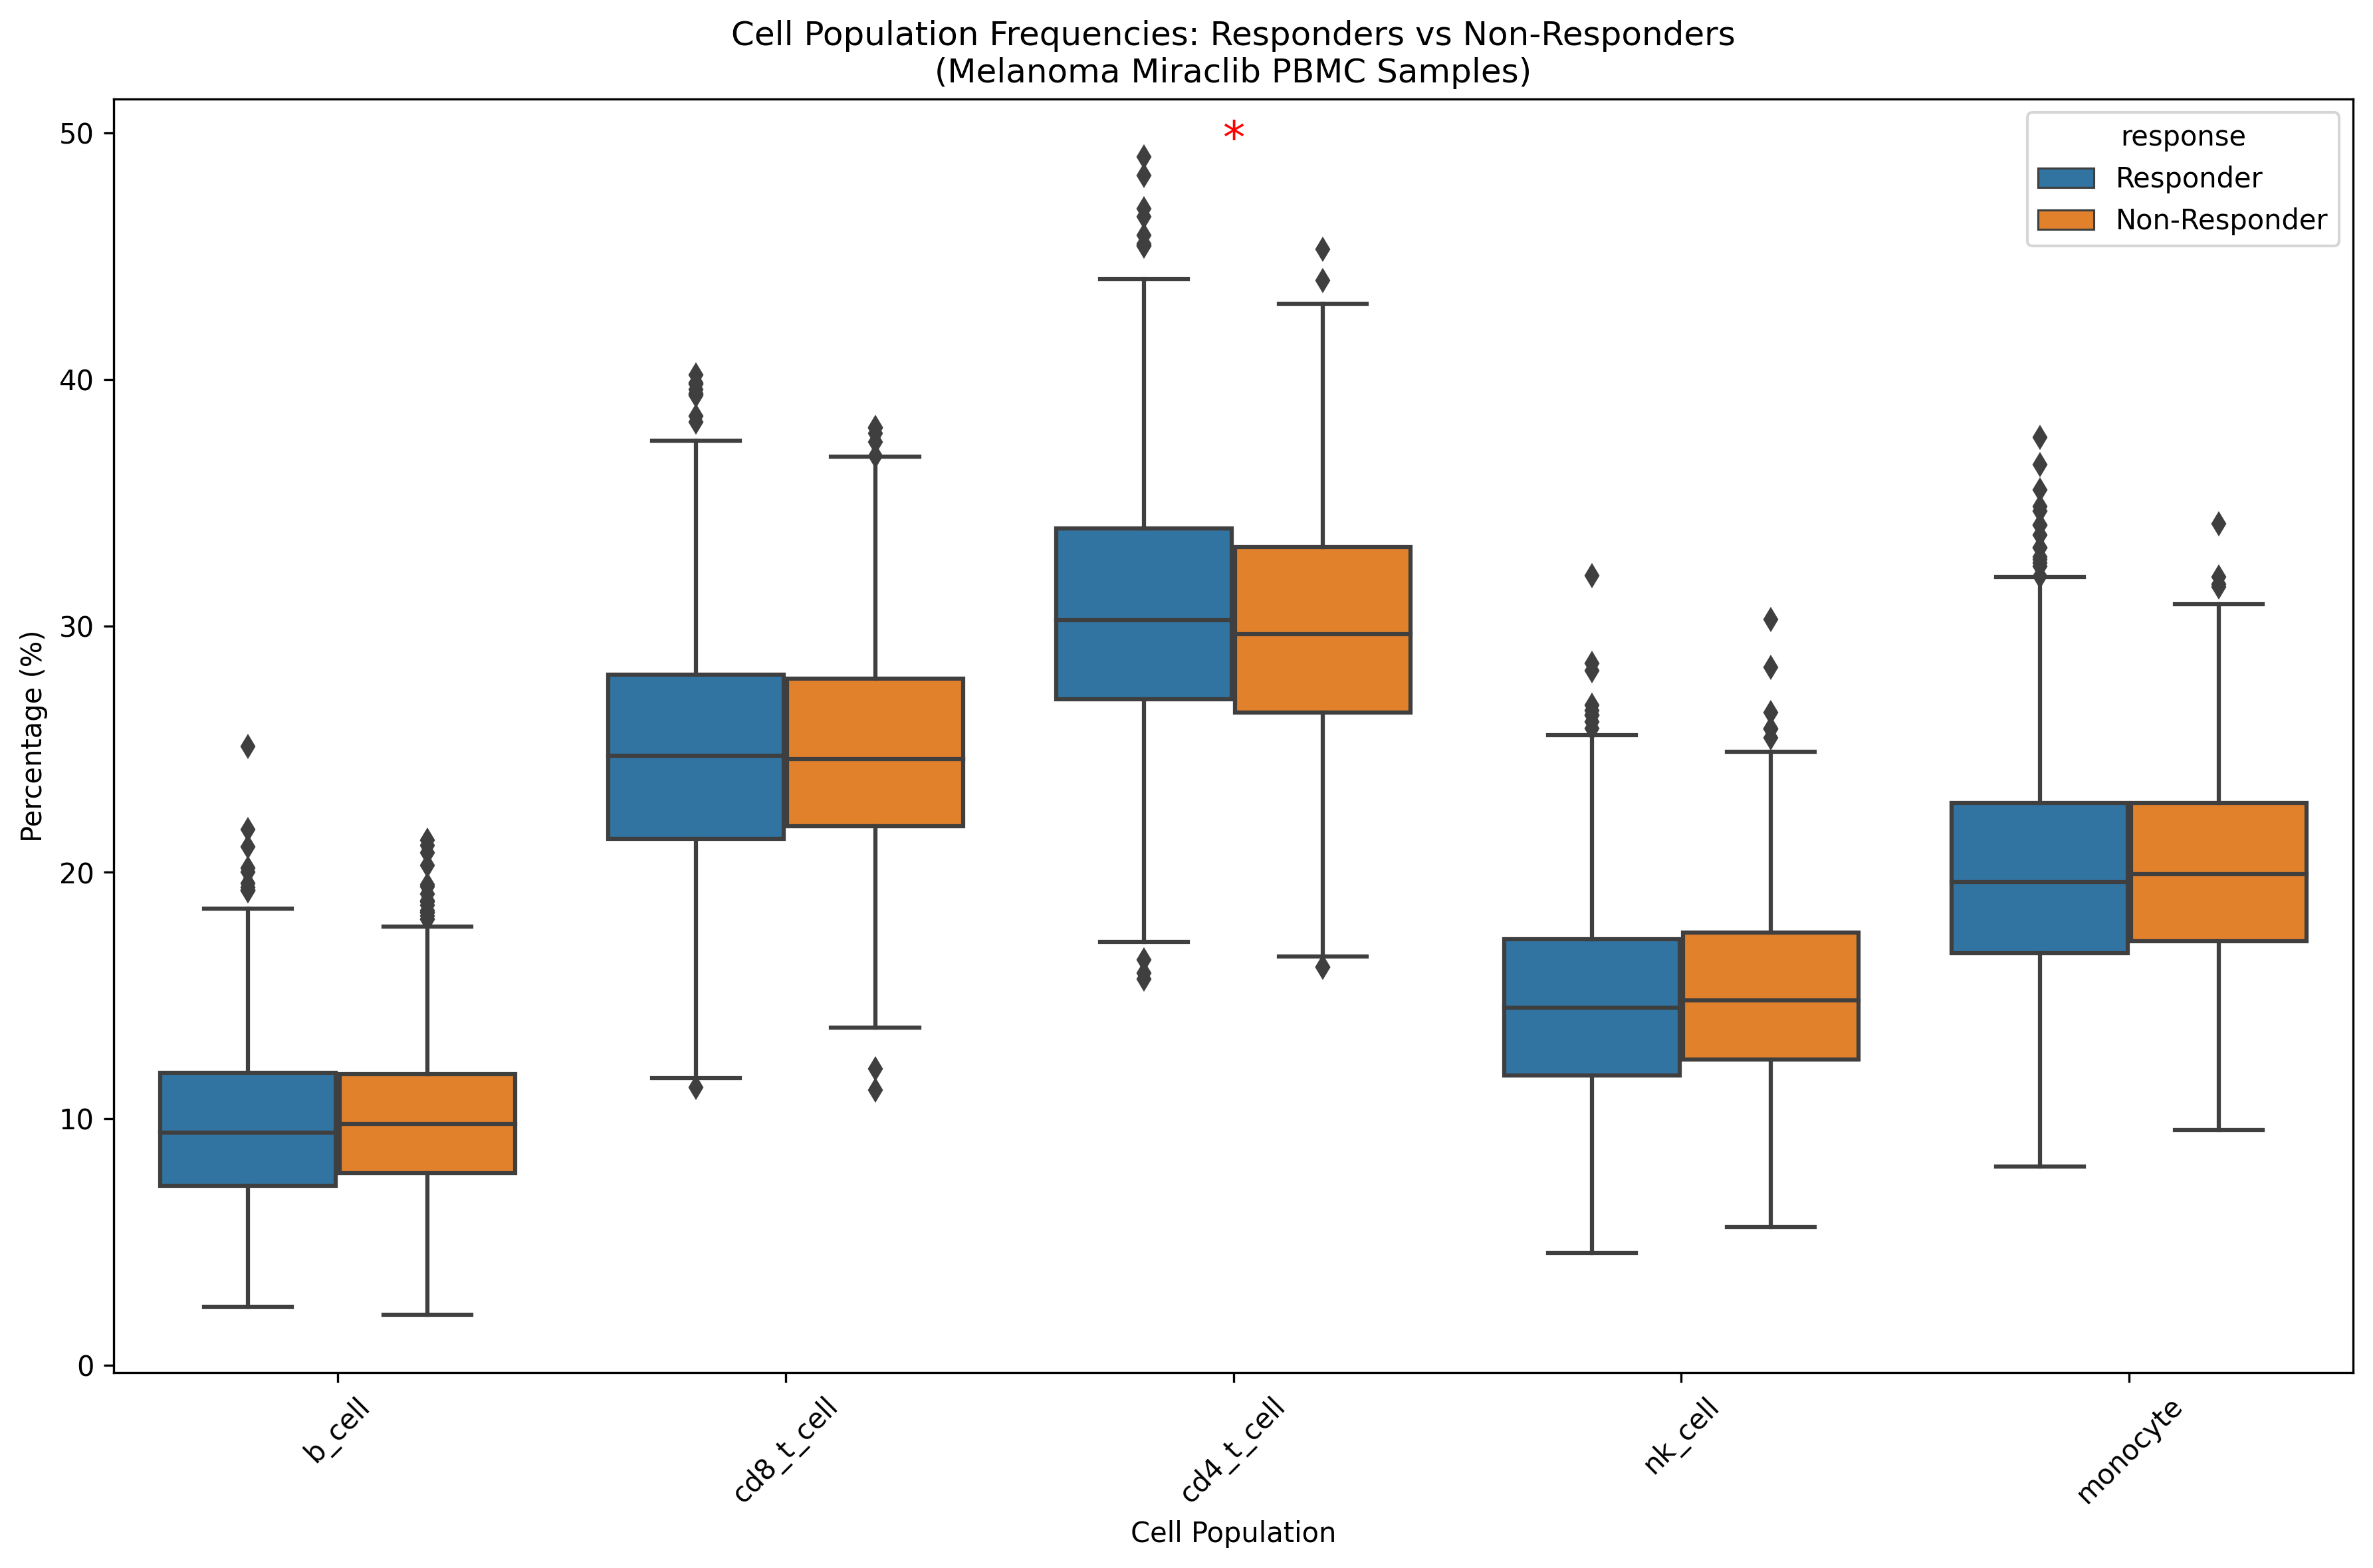 Cell Population Frequencies: Responders vs Non-Responders
(Melanoma Miraclib PBMC Samples)
*
response
Responder
Non-Responder
Percentage (%)
50
40
30
20
10
0
b_cell
cd8_t_cell
cd4_t_cell
nk_cell
monocyte
Cell Population